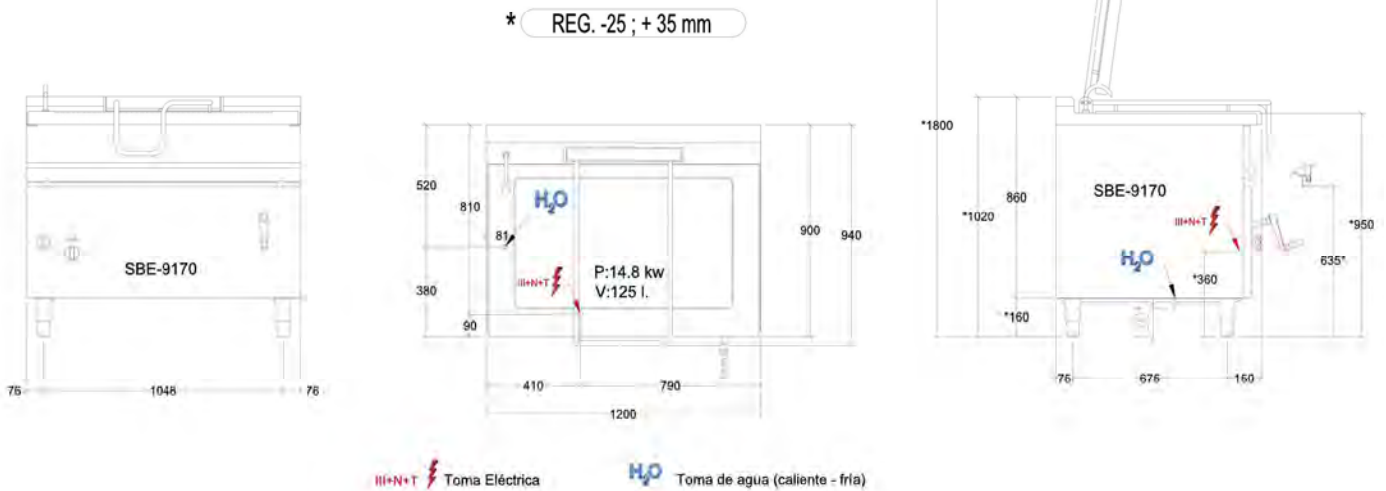 * REG. -25 ; + 35 mm
SBE-9170
76
1048
76
520
380
810
90
81
H₂O
III+N+T
P:14.8 kw
V:125 l.
900
940
410
790
1200
*1800
*1020
860
*160
SBE-9170
III+N+T
H₂O
*360
635*
*950
76
676
160
III+N+T Toma Eléctrica
H₂O Toma de agua (caliente - fría)